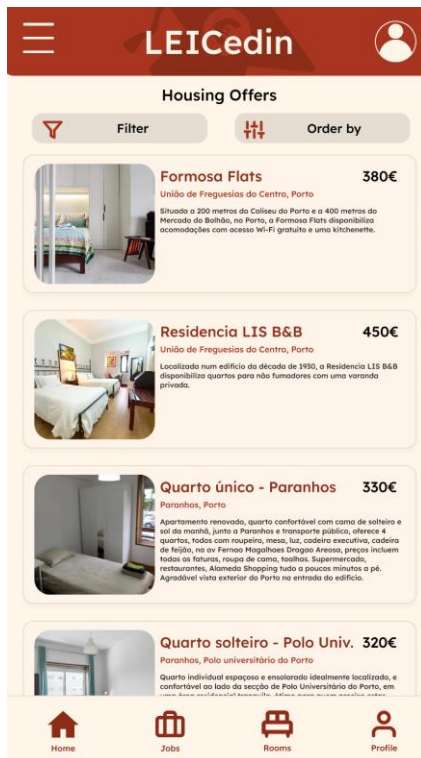 LEICedin
Housing Offers
Filter
Order by
Formosa Flats 380€
União de Freguesias do Centro, Porto
Situada a 200 metros do Coliseu do Porto e a 400 metros do
Mercado do Bolhão, no Porto, a Formosa Flats disponibiliza
acomodações com acesso Wi-Fi gratuito e uma kitchenette.
Residencia LIS B&B 450€
União de Freguesias do Centro, Porto
Localizada num edifício da década de 1930, a Residencia LIS B&B
disponibiliza quartos para não fumadores com uma varanda
privada.
Quarto único - Paranhos 330€
Paranhos, Porto
Apartamento renovado, quarto confortável com cama de solteiro e
sol da manhã, junto a Paranhos e transporte público, oferece 4
quartos, todos com roupeiro, mesa, luz, cadeira executiva, cadeira
de feijão, na av Fernao Magalhaes Dragao Areosa, preços incluem
todas as faturas, roupa de cama, toalhas. Supermercado,
restaurantes, Alameda Shopping tudo a poucos minutos a pé.
Agradável vista exterior do Porto na entrada do edifício.
Quarto solteiro - Polo Univ. 320€
Paranhos, Polo universitário do Porto
Quarto individual espaçoso e ensolarado idealmente localizado, e
confortável ao lado da secção de Polo Universitário do Porto, em
Home
Jobs
Rooms
Profile